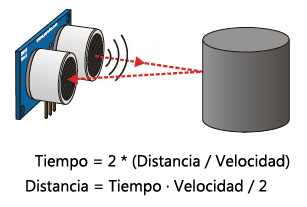 Tiempo = 2 * (Distancia / Velocidad)
Distancia = Tiempo · Velocidad / 2